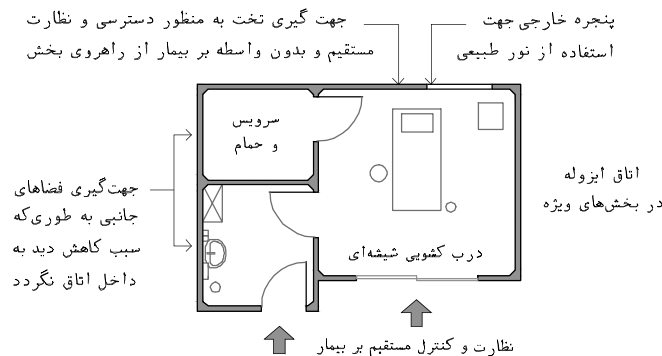 پنجره خارجی جهت
استفاده از نور طبیعی
جهت گیری تخت به منظور دسترسی و نظارت
مستقیم و بدون واسطه بر بیمار از راهروی بخش
سرویس
و حمام
اتاق ایزوله
در بخش‌های ویژه
جهت‌گیری فضاهای
جانبی به طوری‌که
سبب کاهش دید به
داخل اتاق نگردد
درب کشویی شیشه‌ای
نظارت و کنترل مستقیم بر بیمار